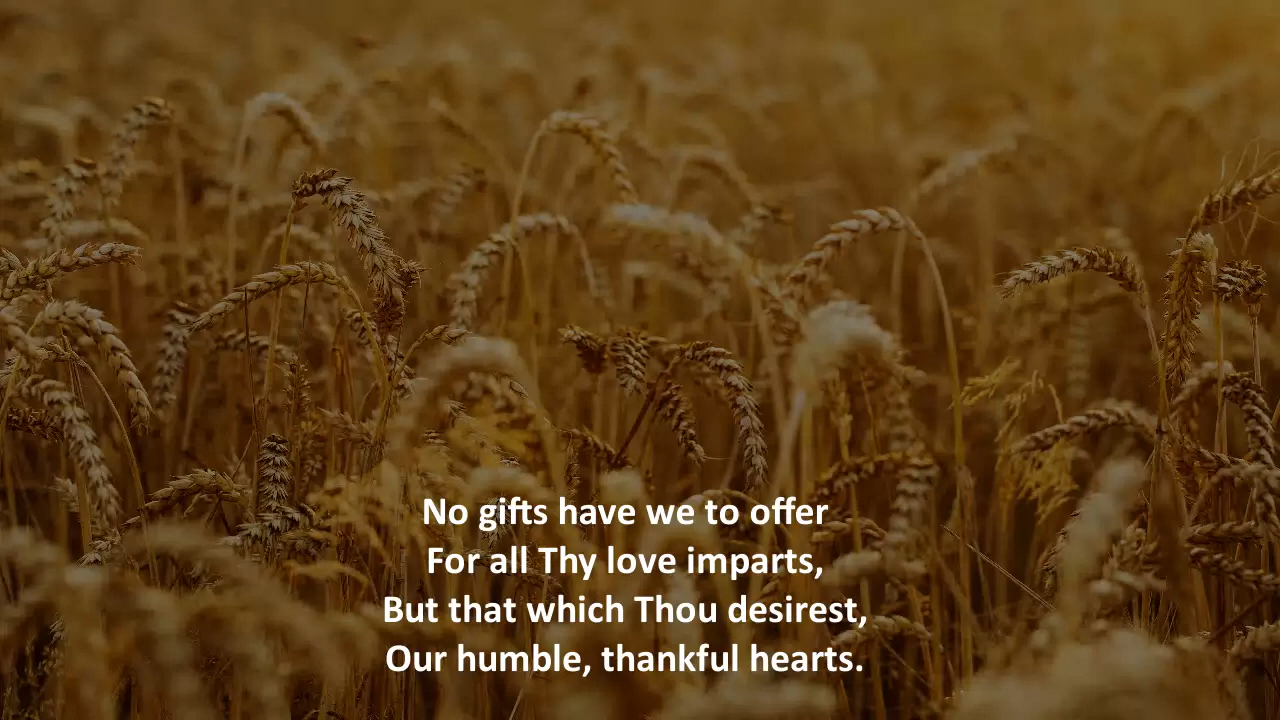 No gifts have we to offer
For all Thy love imparts,
But that which Thou desirest,
Our humble, thankful hearts.